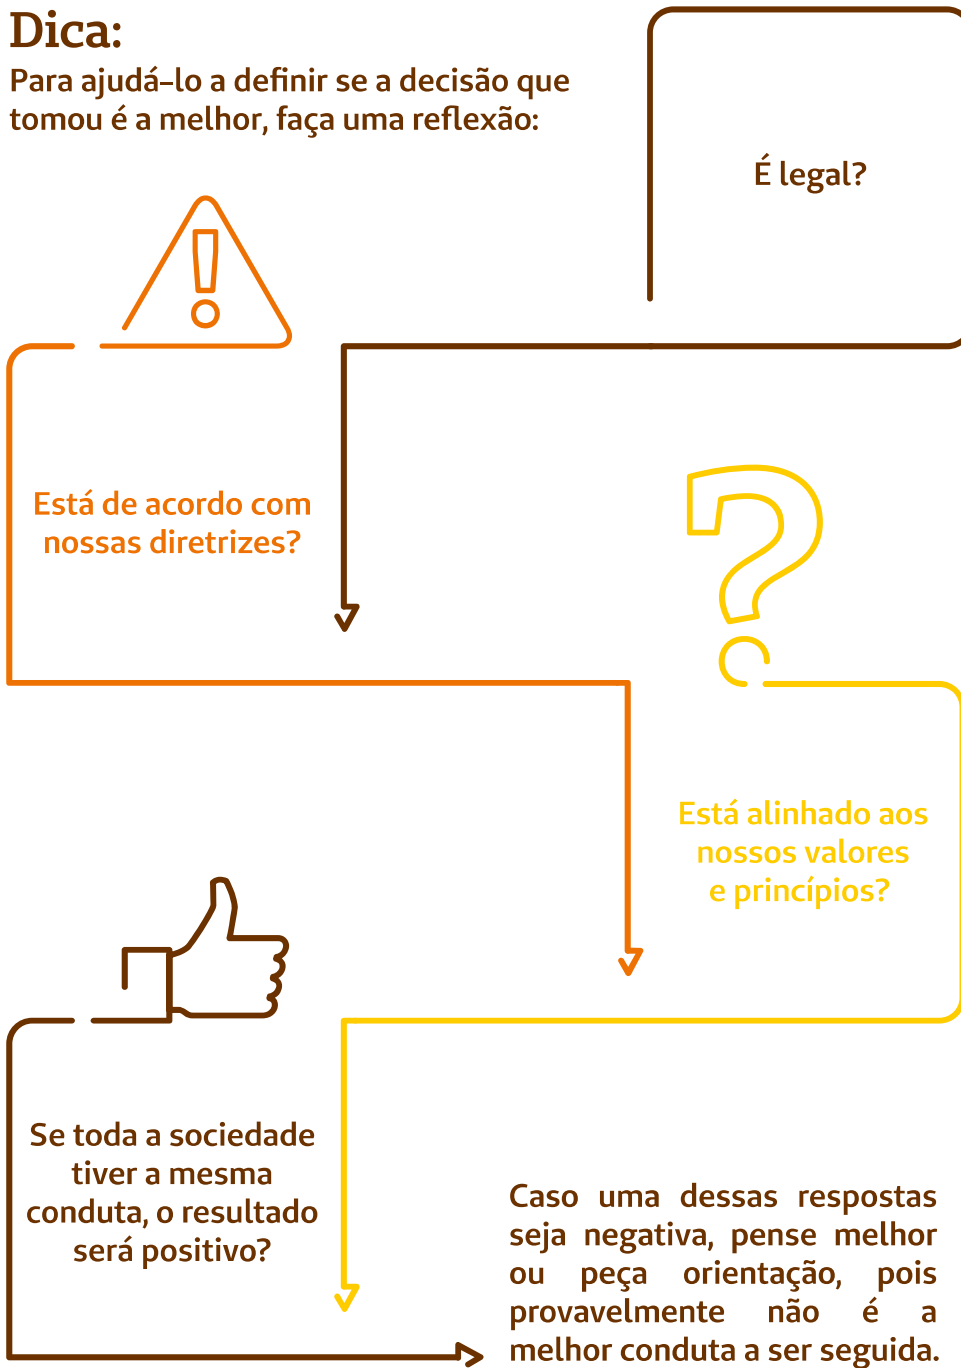 Dica:
Para ajudá-lo a definir se a decisão que
tomou é a melhor, faça uma reflexão:
É legal?
Está de acordo com
nossas diretrizes?
Está alinhado aos
nossos valores
e princípios?
Se toda a sociedade
tiver a mesma
conduta, o resultado
será positivo?
Caso uma dessas respostas
seja negativa, pense melhor
ou peça orientação, pois
provavelmente não é a
melhor conduta a ser seguida.